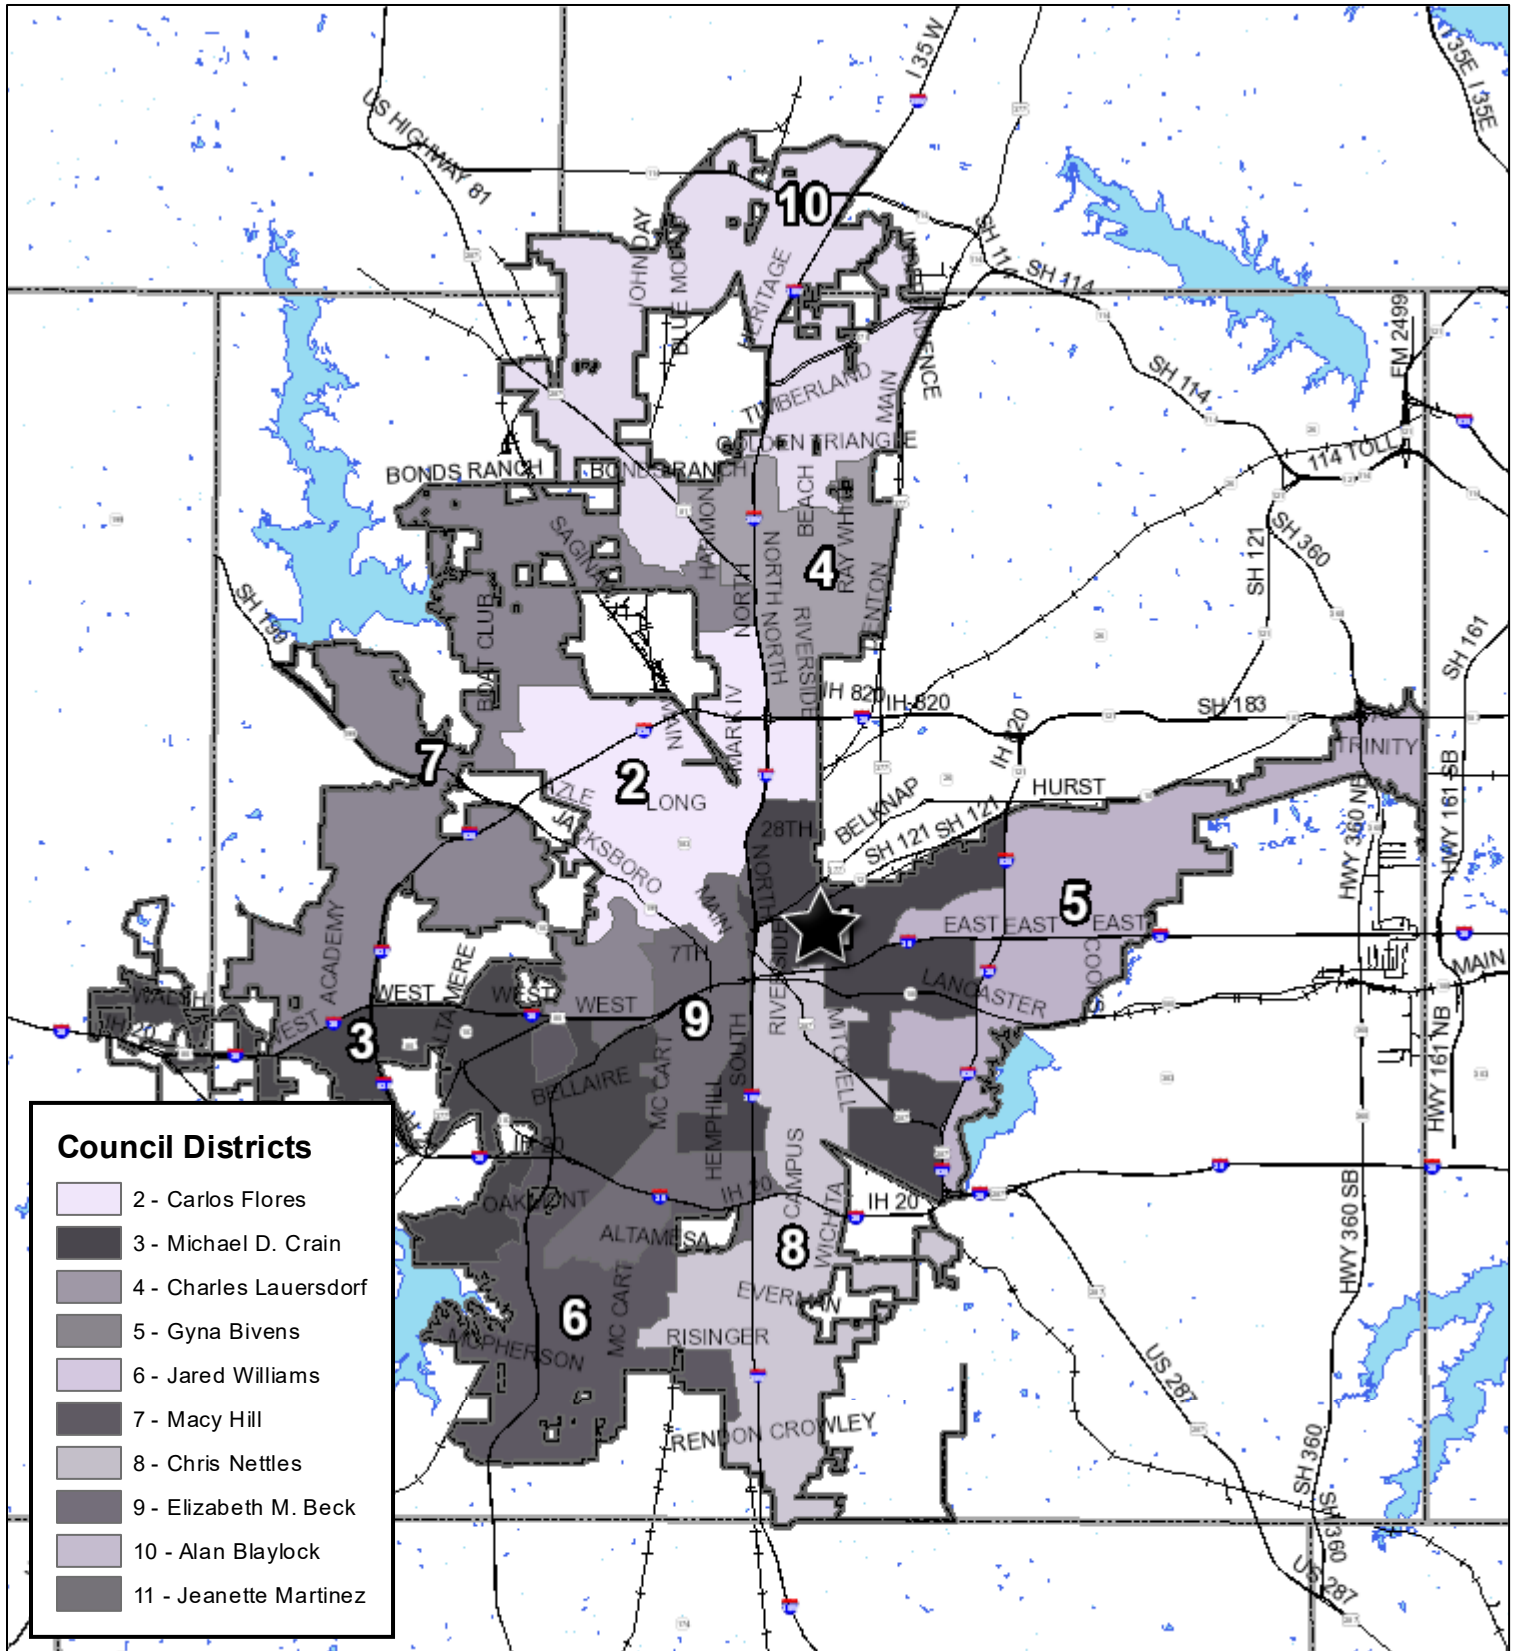 I 35W
I 35E
I 35E
US HIGHWAY 81
10
JOHN DAY
BLUE MOUND
SH 114
HERITAGE
FM 2499
SH 114
TIMBERLAND
MAIN
GOLDEN TRIANGLE
114 TOLL
BONDS RANCH
BONDS RANCH
HARMON
BEACH
RAY WHITE
SAGINAW
4
SH 121
SH 360
NORTH
NORTH
NORTH
RIVERSIDE
DENTON
BOAT CLUB
SH 199
SH 161
MARK IV
IH 820
IH 820
SH 183
IH 820
TRINITY
7
2
AZLE
LONG
HURST
BELKNAP
SH 121
SH 121
28TH
JACKSBORO
MAIN
NORTH
HWY 360 NB
HWY 161 SB
5
EAST
EAST
EAST
ACADEMY
7TH
RIVERSIDE
LANCASTER
MAIN
WALSH
WEST
ALTAMERE
WEST
WEST
IH 20
WEST
3
9
MITCHELL
SOUTH
MC CART
BELLAIRE
HEMPHILL
HWY 161 NB
IH 20
CAMPUS
OAKMONT
IH 20
WICHITA
IH 20
ALTAMESA
8
HWY 360 SB
EVERMAN
6
MC CART
MCPHERSON
RISINGER
US 287
RENDON CROWLEY
SH 360
SH 360
US 287
Council Districts
2 - Carlos Flores
3 - Michael D. Crain
4 - Charles Lauersdorf
5 - Gyna Bivens
6 - Jared Williams
7 - Macy Hill
8 - Chris Nettles
9 - Elizabeth M. Beck
10 - Alan Blaylock
11 - Jeanette Martinez